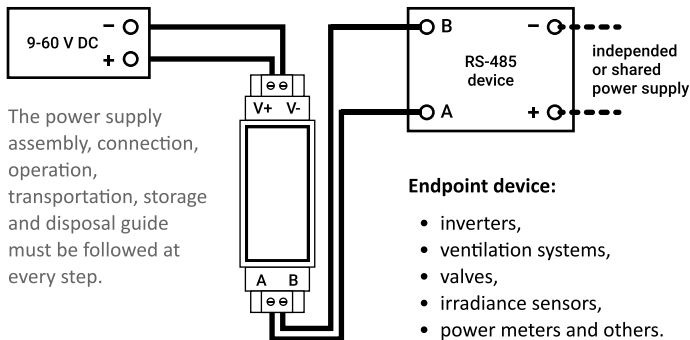 9-60 V DC
−
+
The power supply
assembly, connection,
operation,
transportation, storage
and disposal guide
must be followed at
every step.
V+ V-
A B
B
A
RS-485
device
−
+
independed
or shared
power supply
Endpoint device:
• inverters,
• ventilation systems,
• valves,
• irradiance sensors,
• power meters and others.